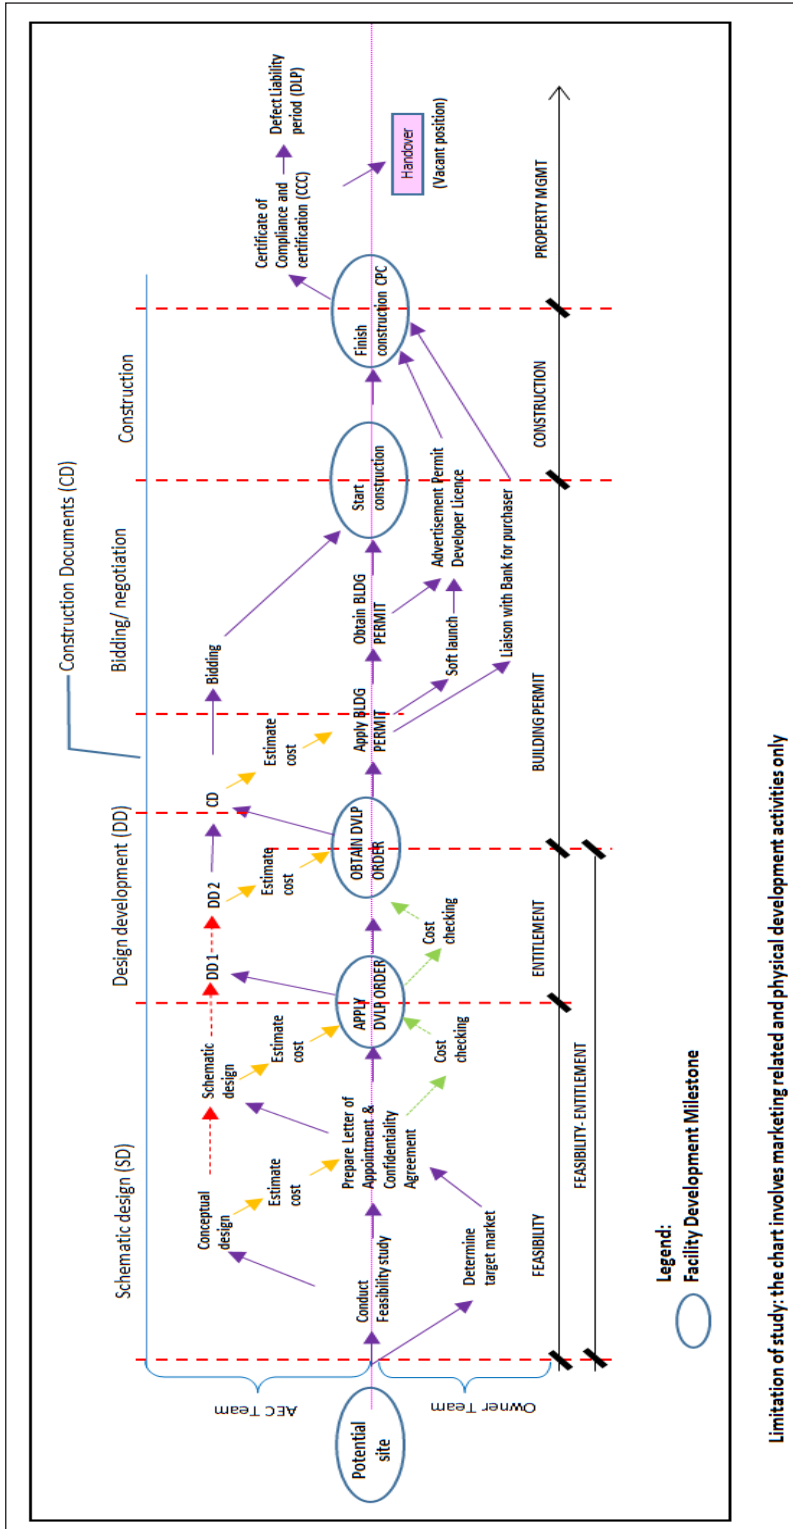 Construction Documents (CD)
Schematic design (SD)
Design development (DD)
Bidding/ negotiation
Construction
AEC Team
Owner Team
Conceptual
design
Schematic
design
DD 1
DD 2
CD
Bidding
Certificate of
Compliance and
certification (CCC)
Defect Liability
period (DLP)
Estimate
cost
Estimate
cost
Estimate
cost
Estimate
cost
Potential
site
Conduct
Feasibility study
Prepare Letter of
Appointment &
Confidentiality
Agreement
APPLY
DVLP ORDER
OBTAIN DVLP
ORDER
Apply BLDG
PERMIT
Obtain BLDG
PERMIT
Start
construction
Finish
construction CPC
Handover
(Vacant position)
Determine
target market
Cost
checking
Cost
checking
Soft launch
Advertisement Permit
Developer Licence
Liaison with Bank for purchaser
FEASIBILITY
ENTITLEMENT
BUILDING PERMIT
CONSTRUCTION
PROPERTY MGMT
FEASIBILITY- ENTITLEMENT
Legend:
Facility Development Milestone
Limitation of study: the chart involves marketing related and physical development activities only